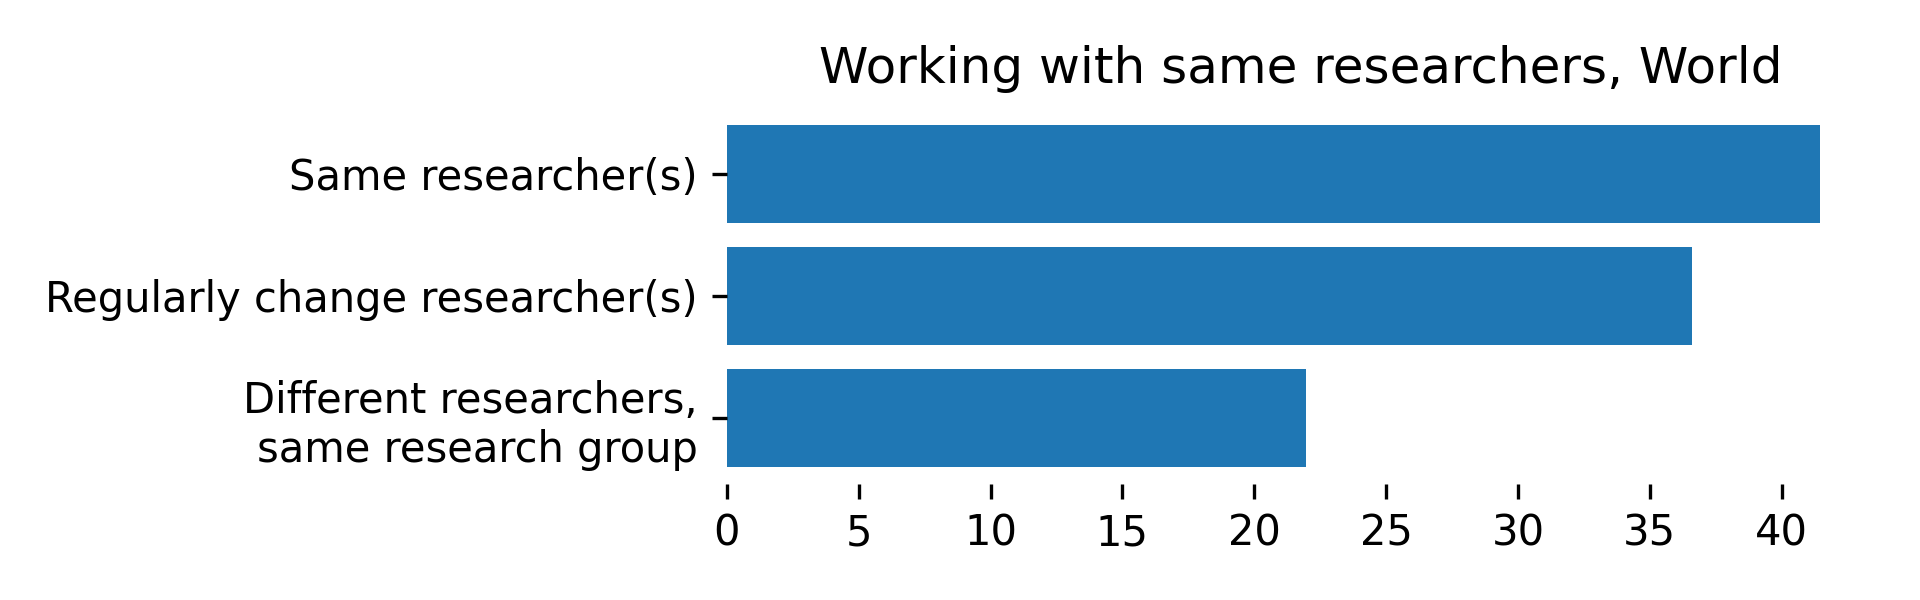 Working with same researchers, World
Same researcher(s)
Regularly change researcher(s)
Different researchers,
same research group
0 5 10 15 20 25 30 35 40